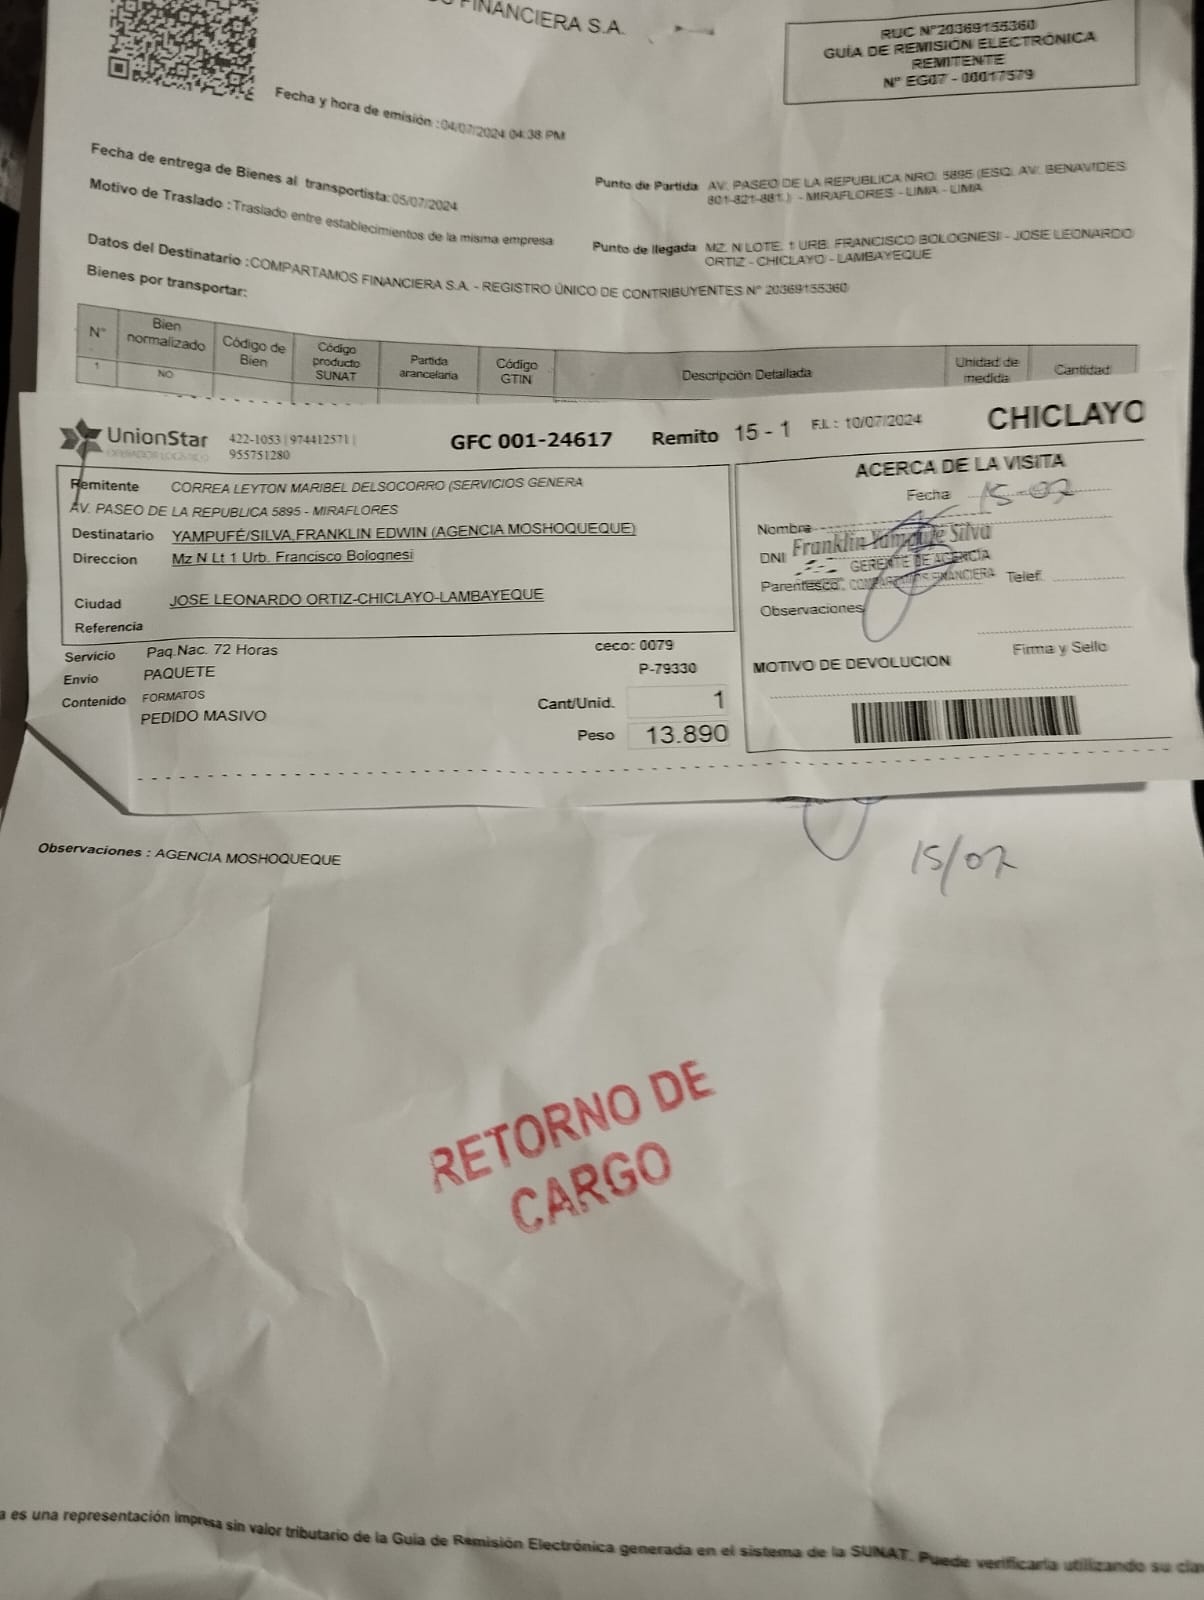 FINANCIERA S.A.
RUC N°20369155360
GUÍA DE REMISIÓN ELECTRÓNICA
REMITENTE
N° EG07 - 00017579
Fecha y hora de emisión : 04/07/2024 04:38 PM
Fecha de entrega de Bienes al transportista: 05/07/2024
Motivo de Traslado : Traslado entre establecimientos de la misma empresa
Punto de Partida AV. PASEO DE LA REPUBLICA NRO. 5895 (ESQ. AV. BENAVIDES
801-821-881.) - MIRAFLORES - LIMA - LIMA
Punto de llegada MZ. N LOTE. 1 URB. FRANCISCO BOLOGNESI - JOSE LEONARDO
ORTIZ - CHICLAYO - LAMBAYEQUE
Datos del Destinatario : COMPARTAMOS FINANCIERA S.A. - REGISTRO ÚNICO DE CONTRIBUYENTES N° 20369155360
Bienes por transportar:
N° Bien normalizado Código de Bien Código producto SUNAT Partida arancelaria Código GTIN Descripción Detallada Unidad de medida Cantidad
1 NO
UnionStar 422-1053 | 974412571 |
OPERADOR LOGISTICO 955751280
GFC 001-24617 Remito 15 - 1 F.I.: 10/07/2024 CHICLAYO
Remitente CORREA LEYTON MARIBEL DELSOCORRO (SERVICIOS GENERA
AV. PASEO DE LA REPUBLICA 5895 - MIRAFLORES
Destinatario YAMPUFÉ/SILVA,FRANKLIN EDWIN (AGENCIA MOSHOQUEQUE)
Direccion Mz N Lt 1 Urb. Francisco Bolognesi
Ciudad JOSE LEONARDO ORTIZ-CHICLAYO-LAMBAYEQUE
Referencia
Servicio Paq.Nac. 72 Horas ceco: 0079
Envio PAQUETE P-79330
Contenido FORMATOS
PEDIDO MASIVO
Cant/Unid. 1
Peso 13.890
ACERCA DE LA VISITA
Fecha 15-07
Nombre
Franklin Yampufe Silva
DNI GERENTE DE AGENCIA
Parentesco: COMPARTAMOS FINANCIERA Telef.
Observaciones
Firma y Sello
MOTIVO DE DEVOLUCION
15/07
Observaciones : AGENCIA MOSHOQUEQUE
RETORNO DE
CARGO
a es una representación impresa sin valor tributario de la Guía de Remisión Electrónica generada en el sistema de la SUNAT. Puede verificarla utilizando su cla